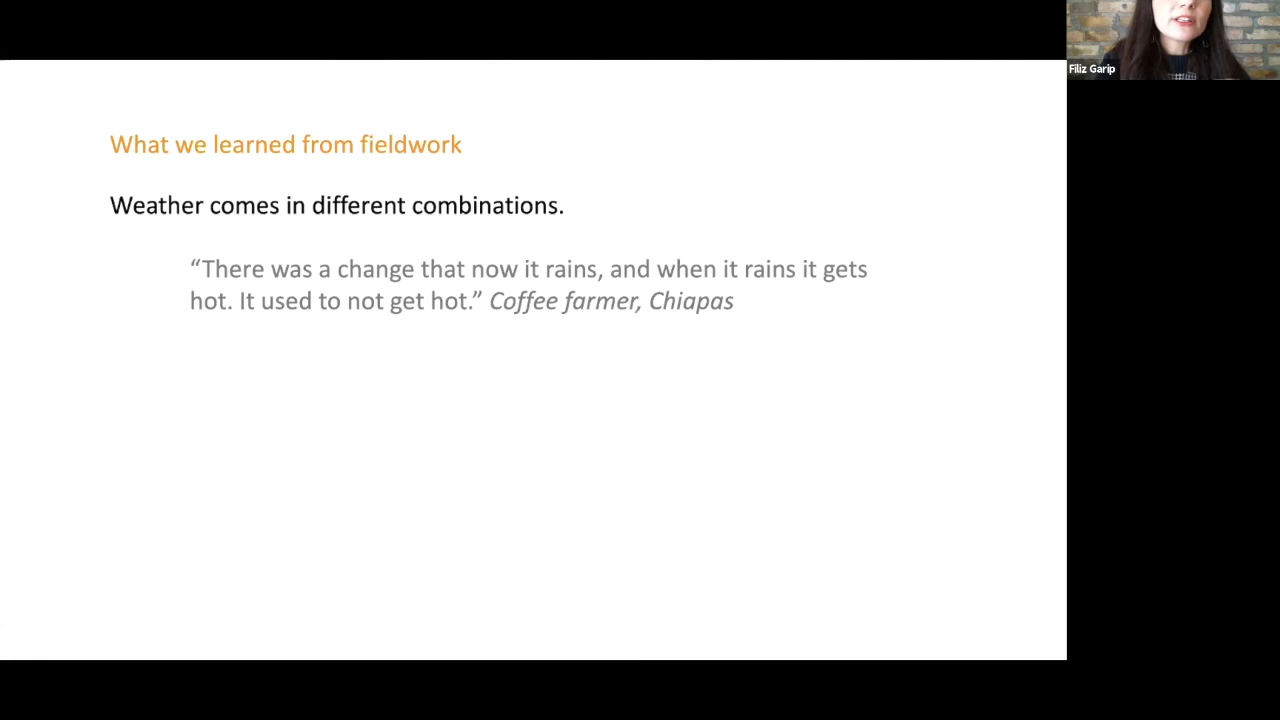 Filiz Garip
What we learned from fieldwork
Weather comes in different combinations.
“There was a change that now it rains, and when it rains it gets
hot. It used to not get hot.” Coffee farmer, Chiapas